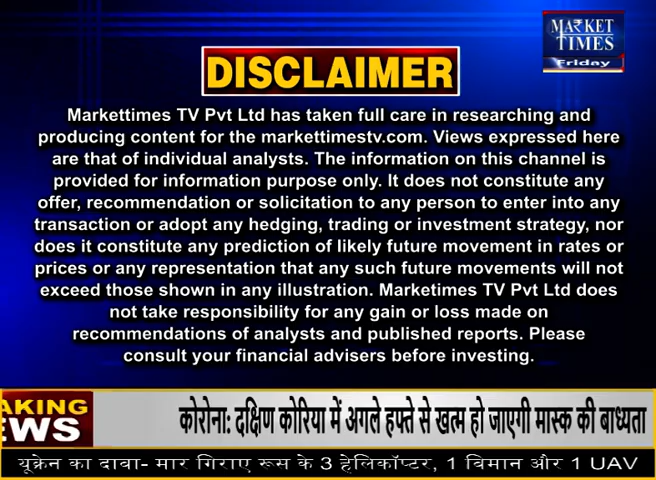 MARKET
TIMES
Friday
DISCLAIMER
Markettimes TV Pvt Ltd has taken full care in researching and
producing content for the markettimestv.com. Views expressed here
are that of individual analysts. The information on this channel is
provided for information purpose only. It does not constitute any
offer, recommendation or solicitation to any person to enter into any
transaction or adopt any hedging, trading or investment strategy, nor
does it constitute any prediction of likely future movement in rates or
prices or any representation that any such future movements will not
exceed those shown in any illustration. Marketimes TV Pvt Ltd does
not take responsibility for any gain or loss made on
recommendations of analysts and published reports. Please
consult your financial advisers before investing.
AKING
EWS
कोरोना: दक्षिण कोरिया में अगले हफ्ते से खत्म हो जाएगी मास्क की बाध्यता
यूक्रेन का दावा- मार गिराए रूस के 3 हेलिकॉप्टर, 1 विमान और 1 UAV